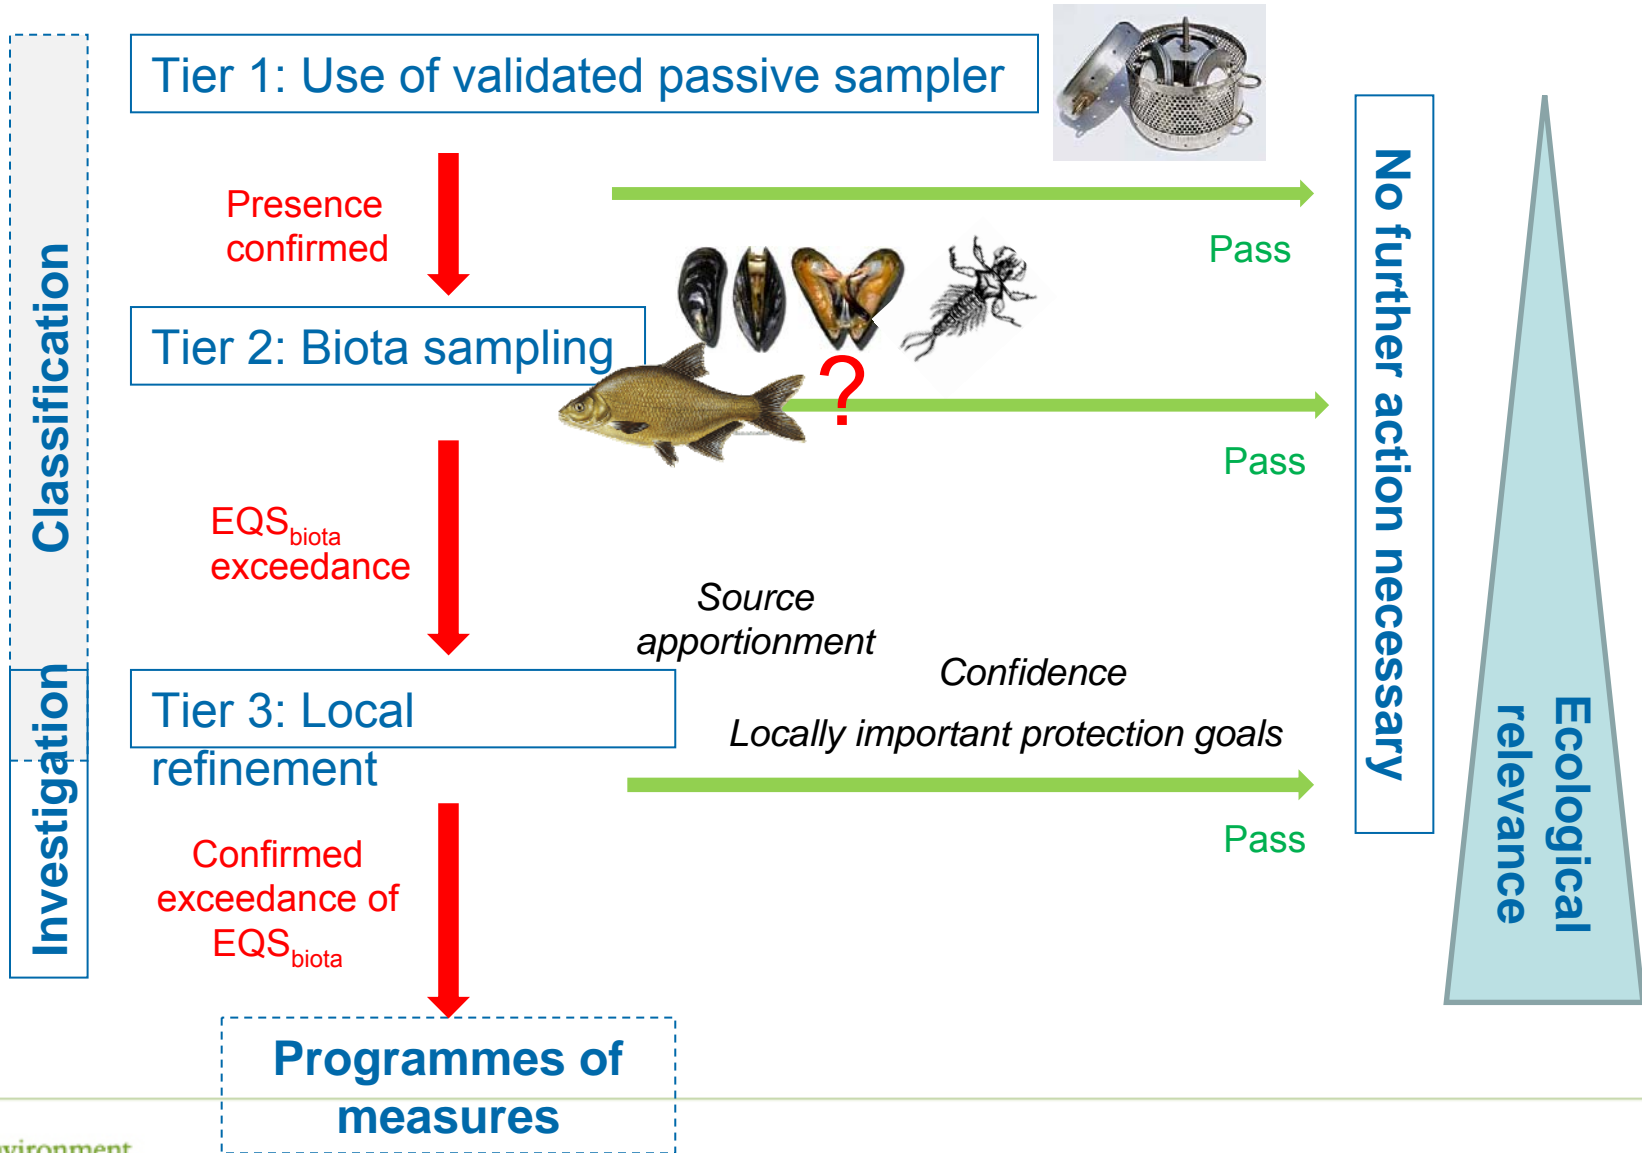 Tier 1: Use of validated passive sampler
Presence
confirmed
Pass
Tier 2: Biota sampling
?
Pass
EQSbiota
exceedance
Source
apportionment
Confidence
Locally important protection goals
Tier 3: Local
refinement
Pass
Confirmed
exceedance of
EQSbiota
Programmes of
measures
Classification
Investigation
No further action necessary
Ecological
relevance
vironment